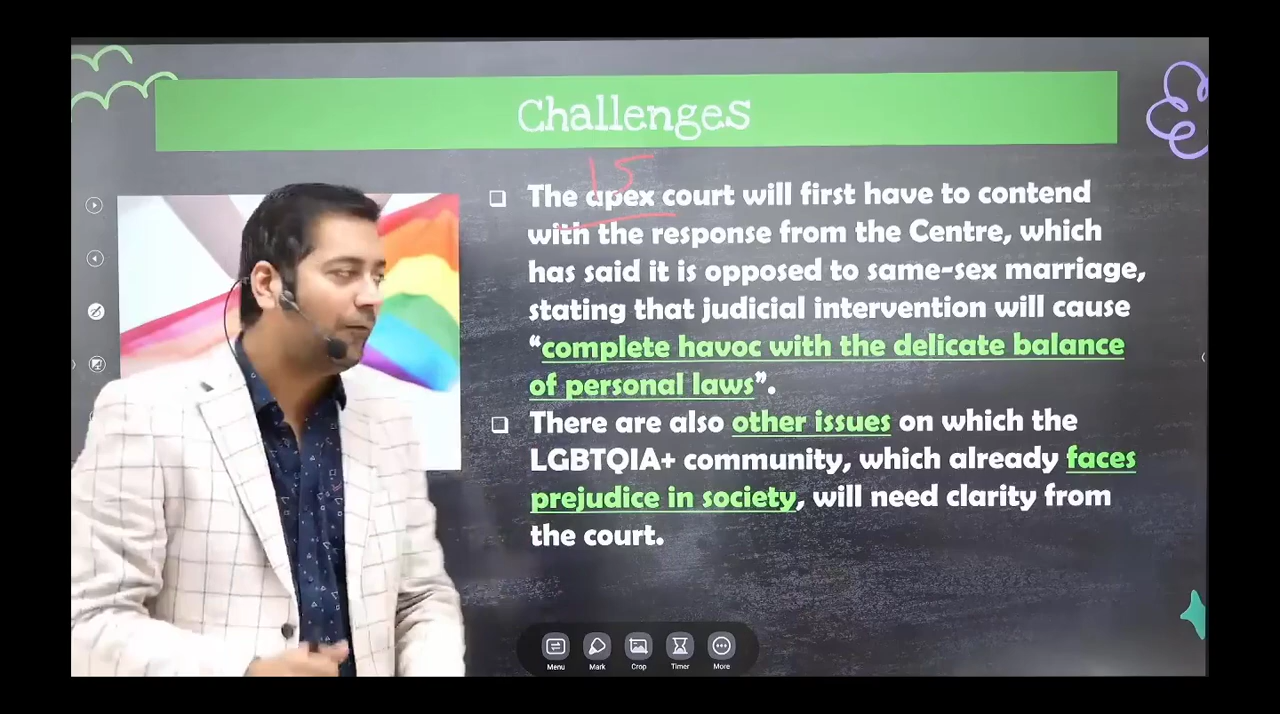 Challenges
15
The apex court will first have to contend
with the response from the Centre, which
has said it is opposed to same-sex marriage,
stating that judicial intervention will cause
“complete havoc with the delicate balance
of personal laws”.
There are also other issues on which the
LGBTQIA+ community, which already faces
prejudice in society, will need clarity from
the court.
Menu Mark Crop Timer More